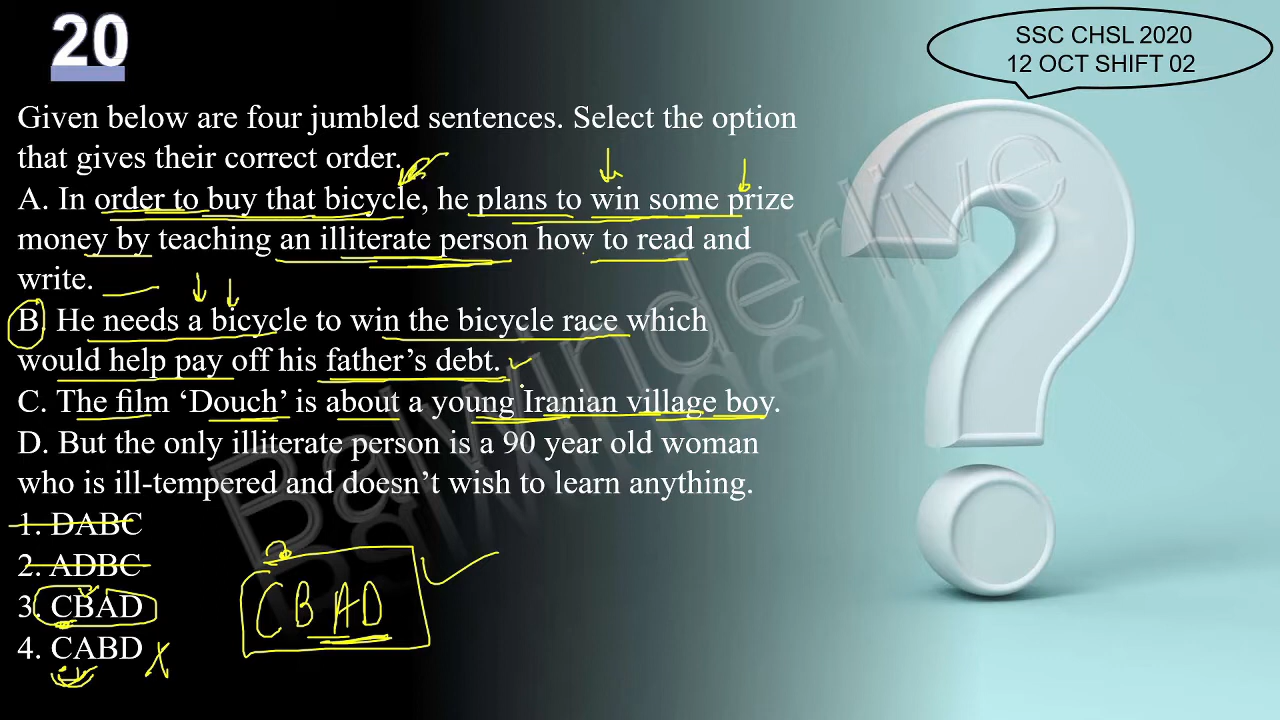 20
SSC CHSL 2020
12 OCT SHIFT 02
Given below are four jumbled sentences. Select the option
that gives their correct order.
A. In order to buy that bicycle, he plans to win some prize
money by teaching an illiterate person how to read and
write.
B. He needs a bicycle to win the bicycle race which
would help pay off his father’s debt.
C. The film ‘Douch’ is about a young Iranian village boy.
D. But the only illiterate person is a 90 year old woman
who is ill-tempered and doesn’t wish to learn anything.
1. DABC
2. ADBC
3. CBAD
4. CABD
CBAD
Balwinderlive